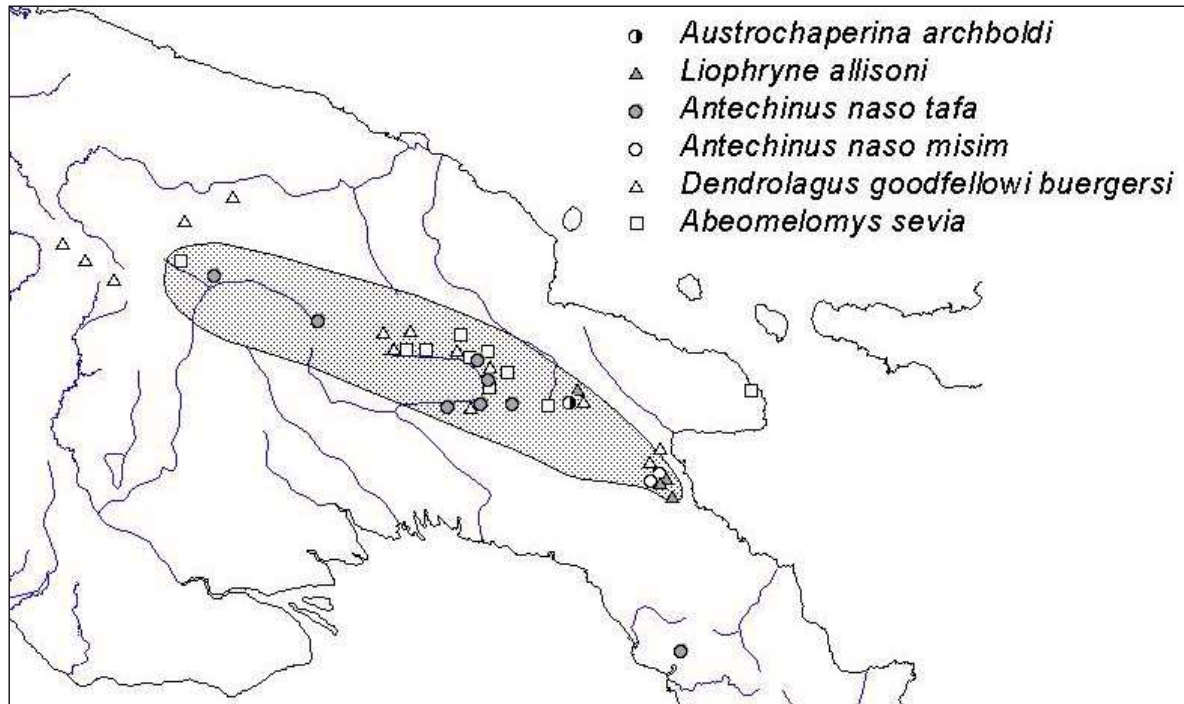 Austrochaperina archboldi
Liophryne allisoni
Antechinus naso tafa
Antechinus naso misim
Dendrolagus goodfellowi buergersi
Abeomelomys sevia